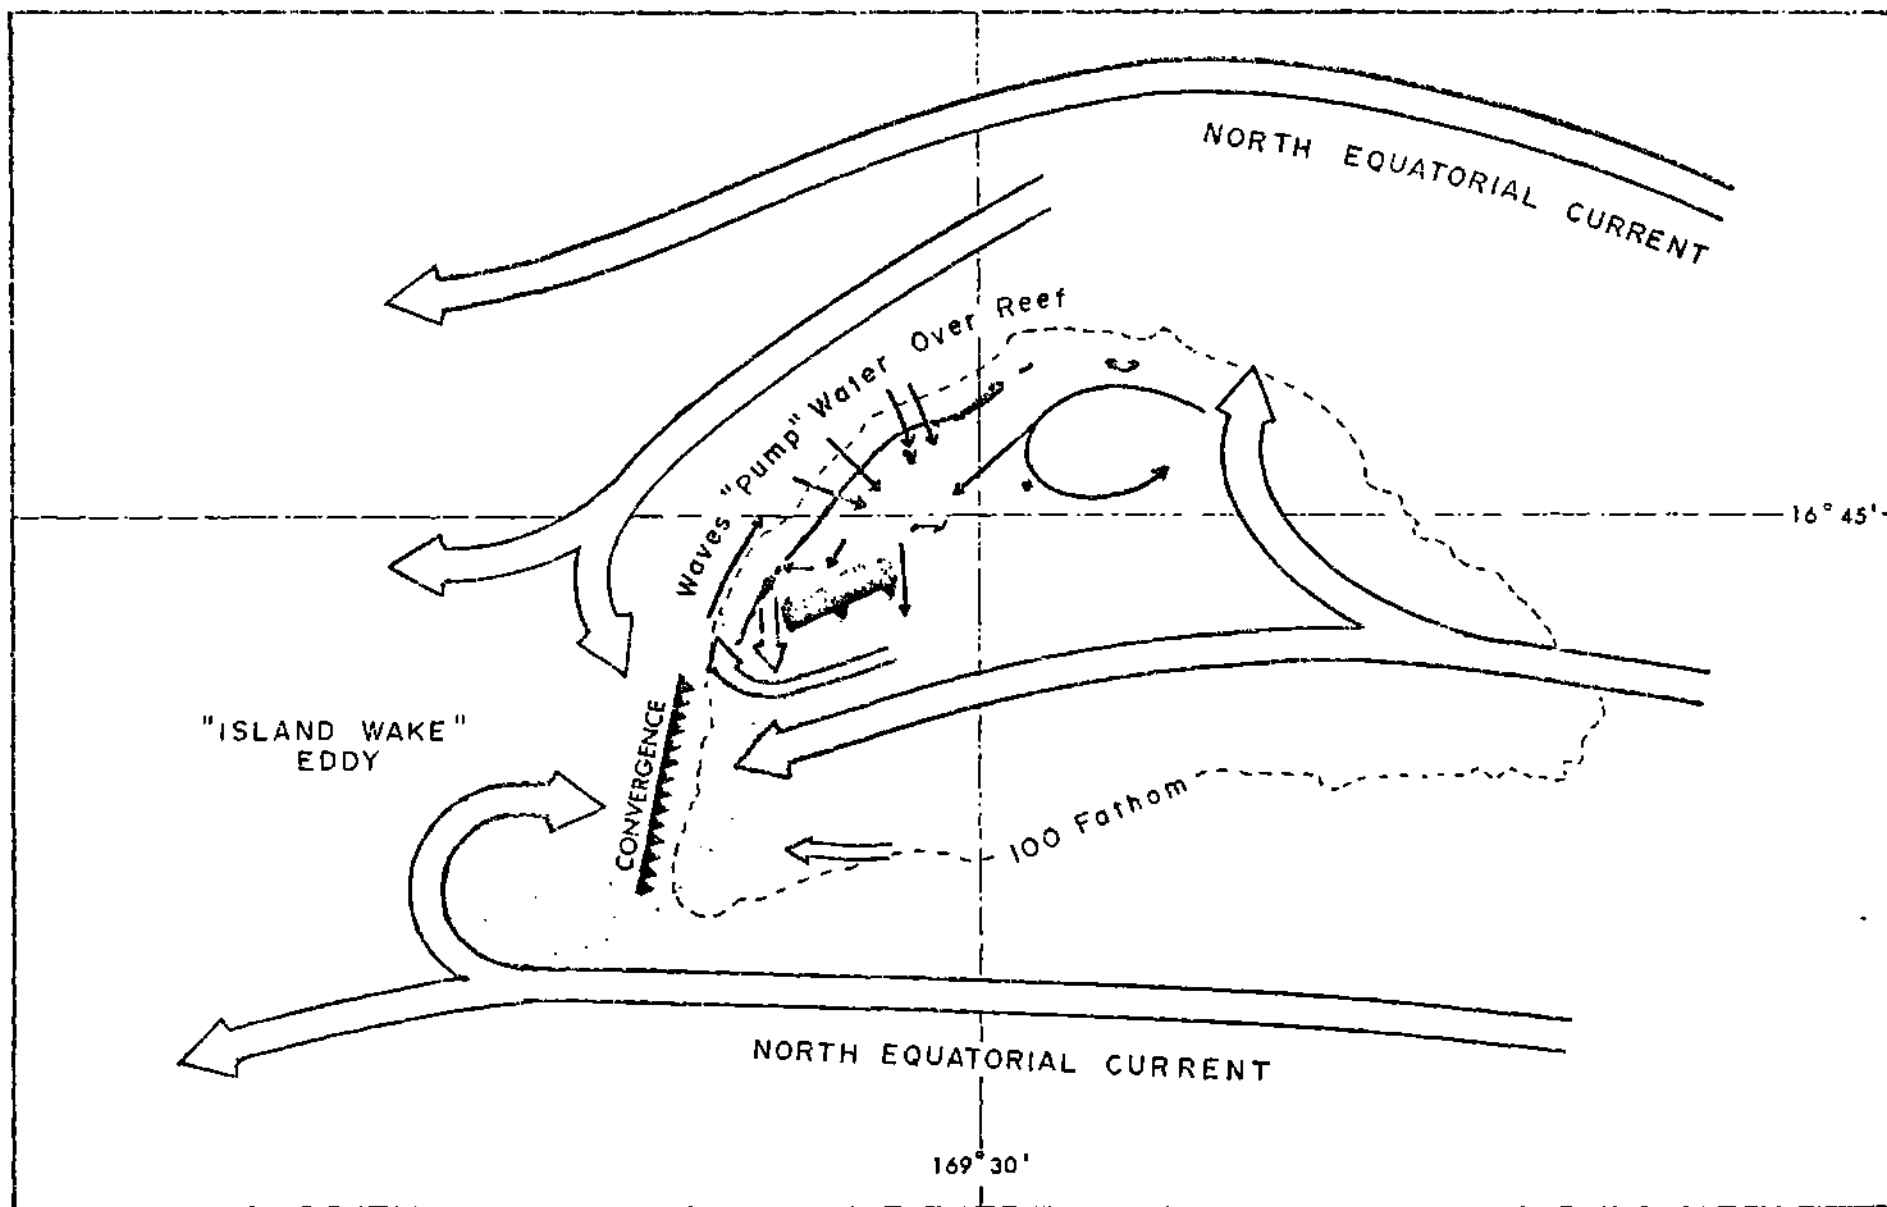 NORTH EQUATORIAL CURRENT
Waves "Pump" Water Over Reef
16° 45'
"ISLAND WAKE"
EDDY
CONVERGENCE
100 Fathom
NORTH EQUATORIAL CURRENT
169° 30'